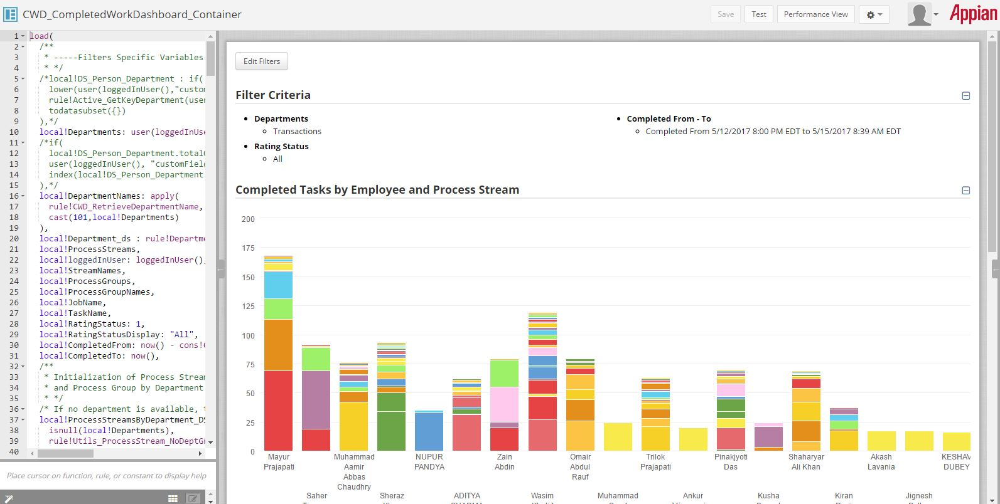 CWD_CompletedWorkDashboard_Container
Save
Test
Performance View
Appian
1 load(
2 /**
3 * -----Filters Specific Variables-
4 * */
5 /*local!DS_Person_Department : if(
6 lower(user(loggedInUser(),"custom
7 rule!Active_GetKeyDepartment(user
8 todatasubset({})
9 ),*/
10 local!Departments: user(loggedInUse
11 /*if(
12 local!DS_Person_Department.total
13 user(loggedInUser(), "customField
14 index(local!DS_Person_Department
15 ),*/
16 local!DepartmentNames: apply(
17 rule!CWD_RetrieveDepartmentName,
18 cast(101,local!Departments)
19 ),
20 local!Department_ds : rule!Departme
21 local!ProcessStreams,
22 local!loggedInUser: loggedInUser(),
23 local!StreamNames,
24 local!ProcessGroups,
25 local!ProcessGroupNames,
26 local!JobName,
27 local!TaskName,
28 local!RatingStatus: 1,
29 local!RatingStatusDisplay: "All",
30 local!CompletedFrom: now() - cons!
31 local!CompletedTo: now(),
32 /**
33 * Initialization of Process Stream
34 * and Process Group by Department
35 * */
36 /* If no department is available,
37 local!ProcessStreamsByDepartment_DS
38 isnull(local!Departments),
39 rule!Utils_ProcessStream_NoDeptGr
40
Place cursor on function, rule, or constant to display help
Edit Filters
Filter Criteria
Departments
Transactions
Rating Status
All
Completed From - To
Completed From 5/12/2017 8:00 PM EDT to 5/15/2017 8:39 AM EDT
Completed Tasks by Employee and Process Stream
200
175
150
125
100
75
50
25
0
Mayur Prajapati
Muhammad Aamir Abbas Chaudhry
NUPUR PANDYA
Zain Abdin
Omair Abdul Rauf
Trilok Prajapati
Pinakjyoti Das
Shaharyar Ali Khan
Akash Lavania
KESHAV DUBEY
Saher
Sheraz
ADITYA
Wasim
Muhammad
Ankur
Kusha
Kiran
Jignesh